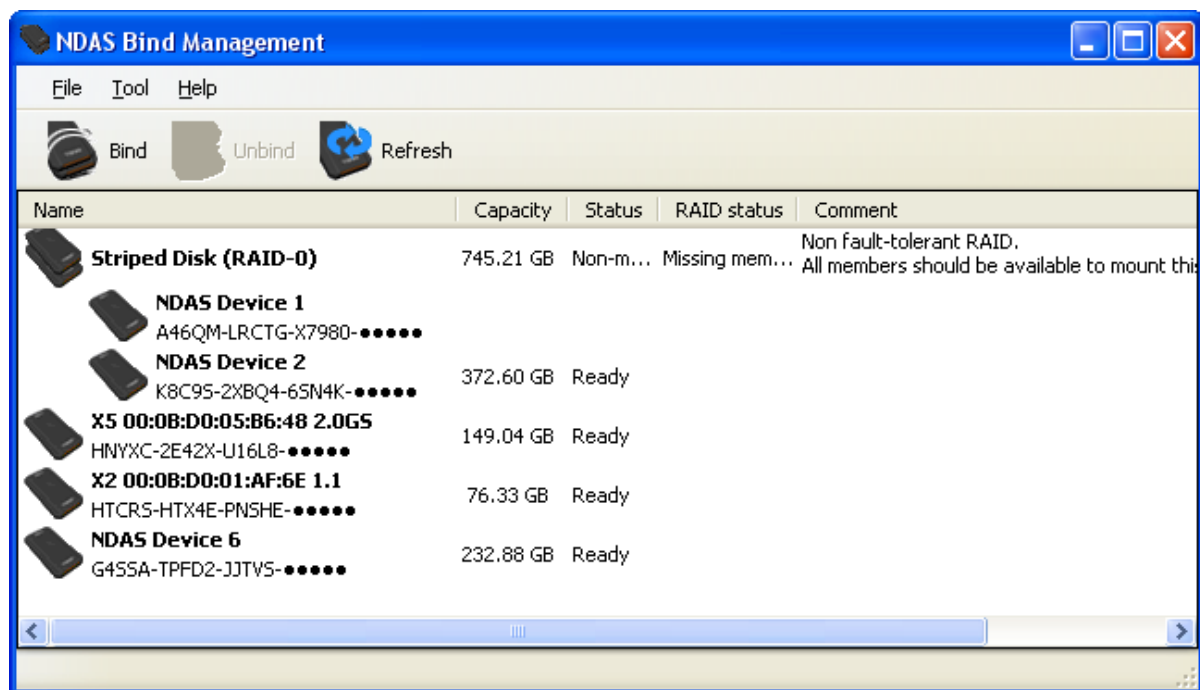 NDAS Bind Management
File Tool Help
Bind Unbind Refresh
Name Capacity Status RAID status Comment
Striped Disk (RAID-0) 745.21 GB Non-m... Missing mem... Non fault-tolerant RAID.
All members should be available to mount this
NDAS Device 1
A46QM-LRCTG-X7980-●●●●●
NDAS Device 2
K8C9S-2XBQ4-6SN4K-●●●●● 372.60 GB Ready
X5 00:0B:D0:05:B6:48 2.0GS
HNYXC-2E42X-U16L8-●●●●● 149.04 GB Ready
X2 00:0B:D0:01:AF:6E 1.1
HTCRS-HTX4E-PNSHE-●●●●● 76.33 GB Ready
NDAS Device 6
G4SSA-TPFD2-JJTVS-●●●●● 232.88 GB Ready